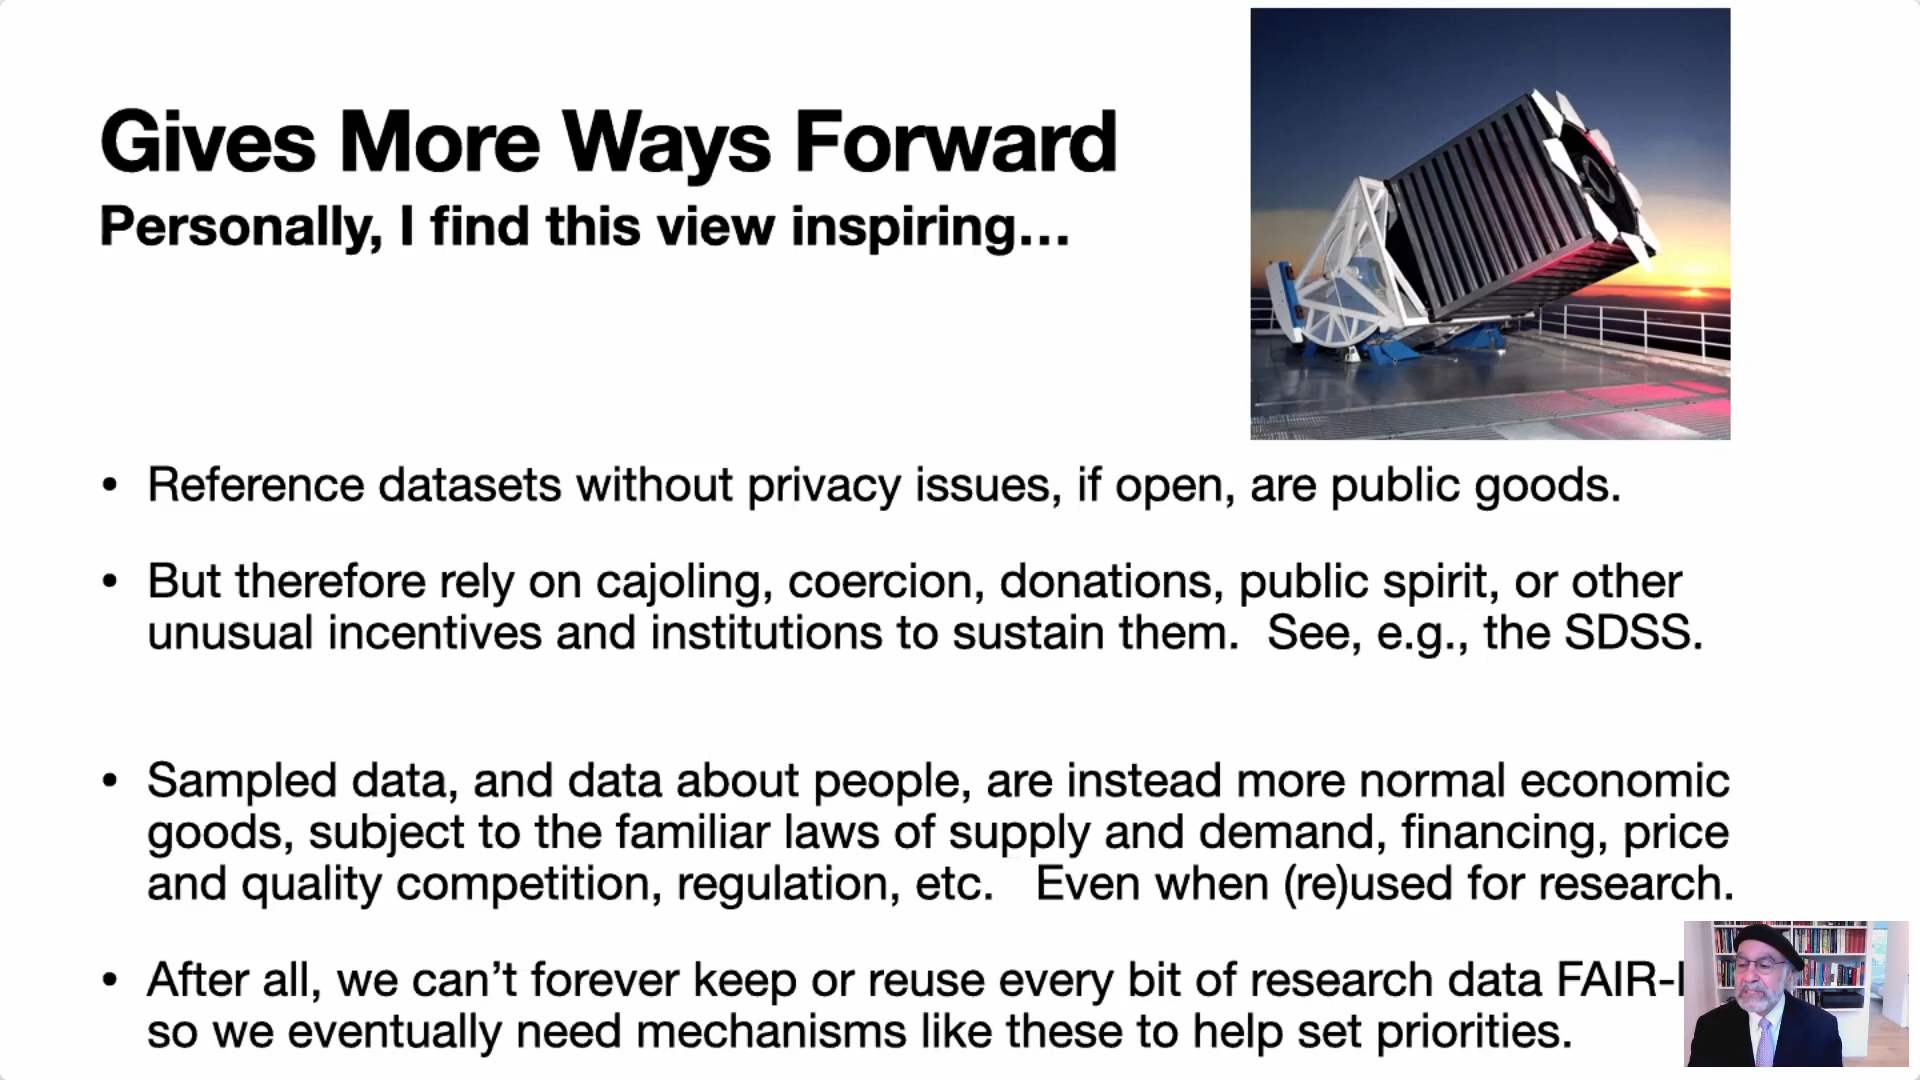 Gives More Ways Forward
Personally, I find this view inspiring...
• Reference datasets without privacy issues, if open, are public goods.
• But therefore rely on cajoling, coercion, donations, public spirit, or other
unusual incentives and institutions to sustain them. See, e.g., the SDSS.
• Sampled data, and data about people, are instead more normal economic
goods, subject to the familiar laws of supply and demand, financing, price
and quality competition, regulation, etc. Even when (re)used for research.
• After all, we can’t forever keep or reuse every bit of research data
so we eventually need mechanisms like these to help set priorities.